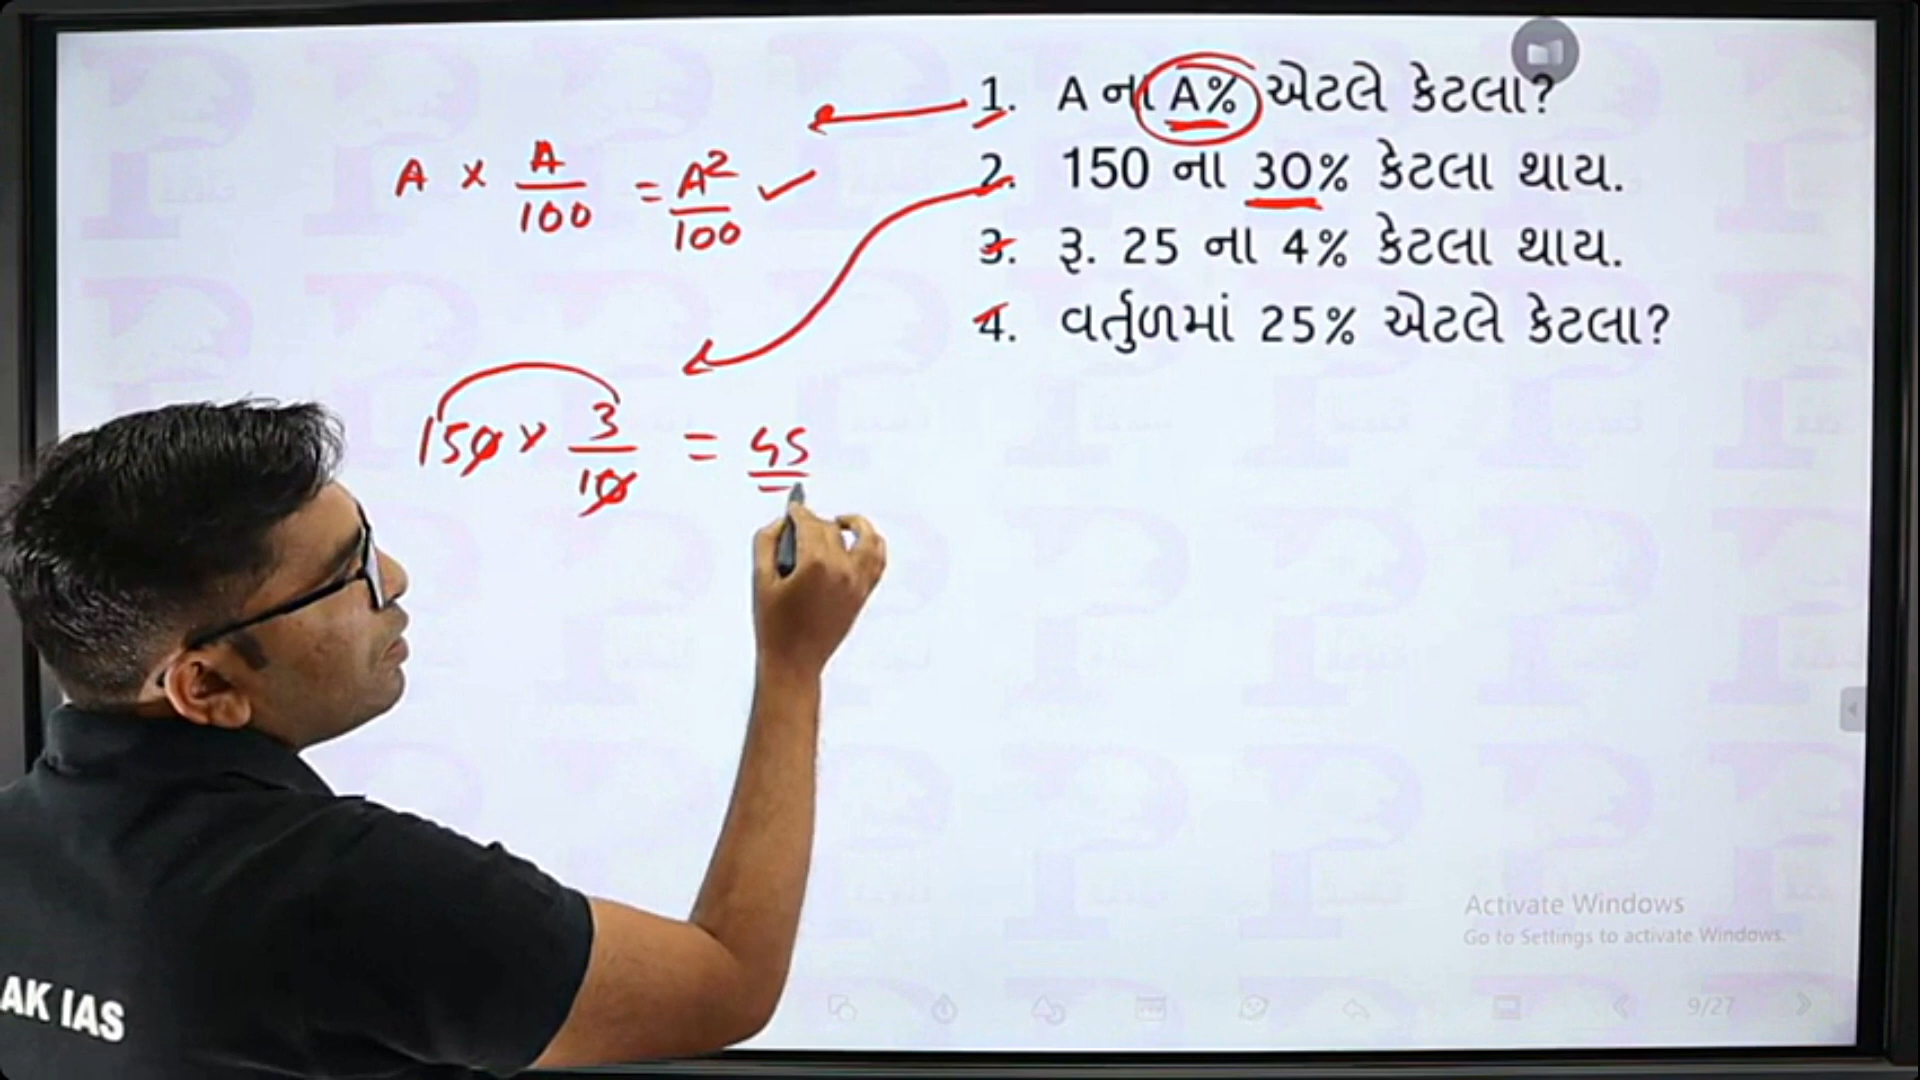 1. A ના A% એટલે કેટલા?
2. 150 ના 30% કેટલા થાય.
3. રૂ. 25 ના 4% કેટલા થાય.
4. વર્તુળમાં 25% એટલે કેટલા?
A × A/100 = A²/100
150 × 3/10 = 45
Activate Windows
Go to Settings to activate Windows.
9/27
AK IAS